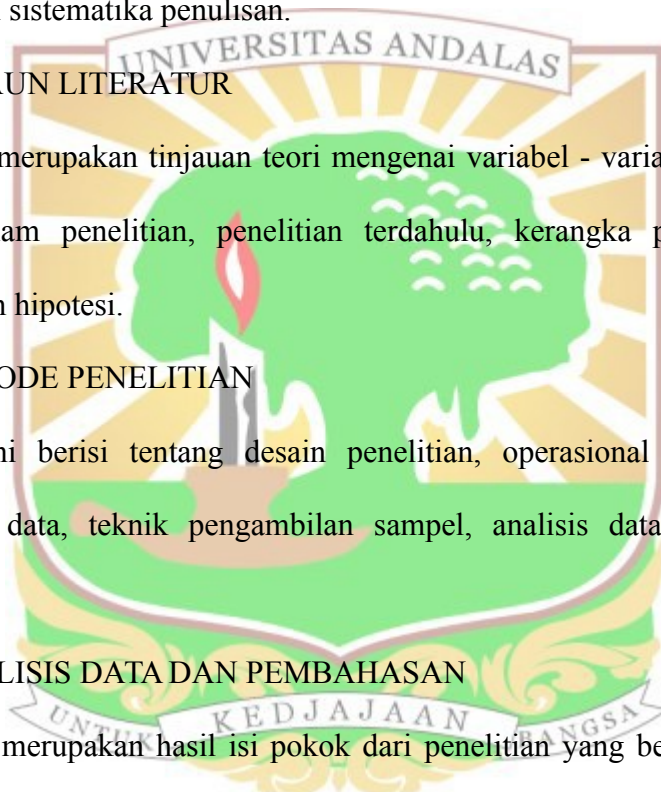 sistematika penulisan.
UNIVERSITAS ANDALAS
AUN LITERATUR
merupakan tinjauan teori mengenai variabel - varia
am penelitian, penelitian terdahulu, kerangka p
n hipotesi.
ODE PENELITIAN
ni berisi tentang desain penelitian, operasional
data, teknik pengambilan sampel, analisis data
LISIS DATA DAN PEMBAHASAN
UNTUK KEDJAJAAN BANGSA
merupakan hasil isi pokok dari penelitian yang be